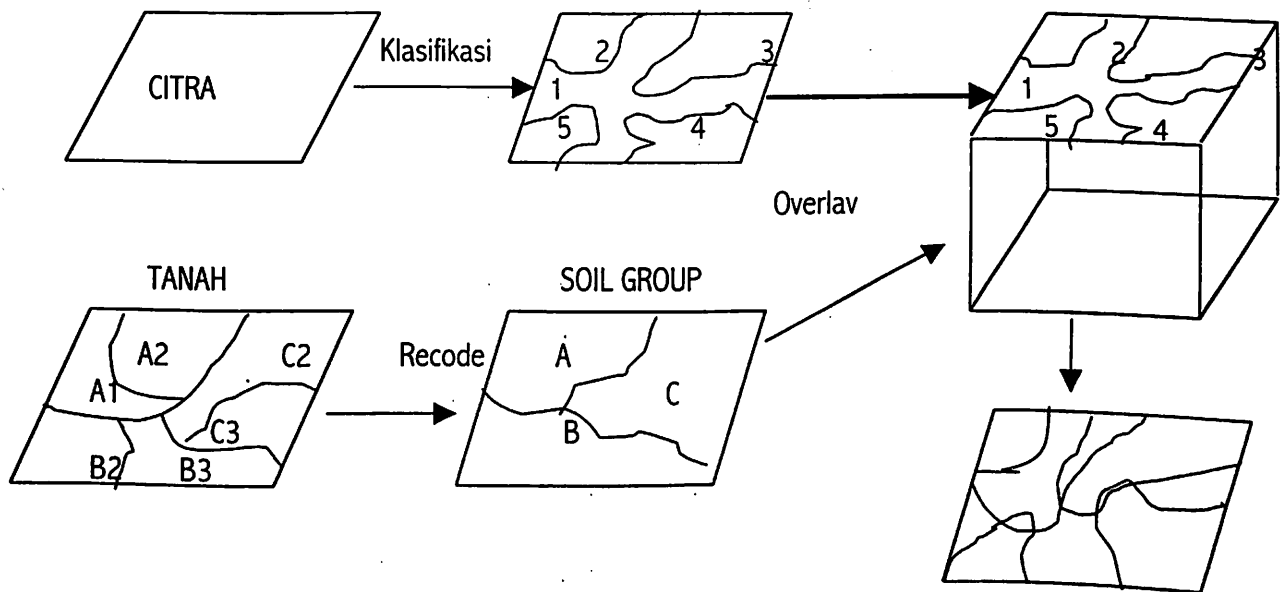 CITRA
Klasifikasi
2
3
1
5
4
2
3
1
5
4
Overlav
TANAH
A2
C2
A1
C3
B2
B3
Recode
SOIL GROUP
A
C
B